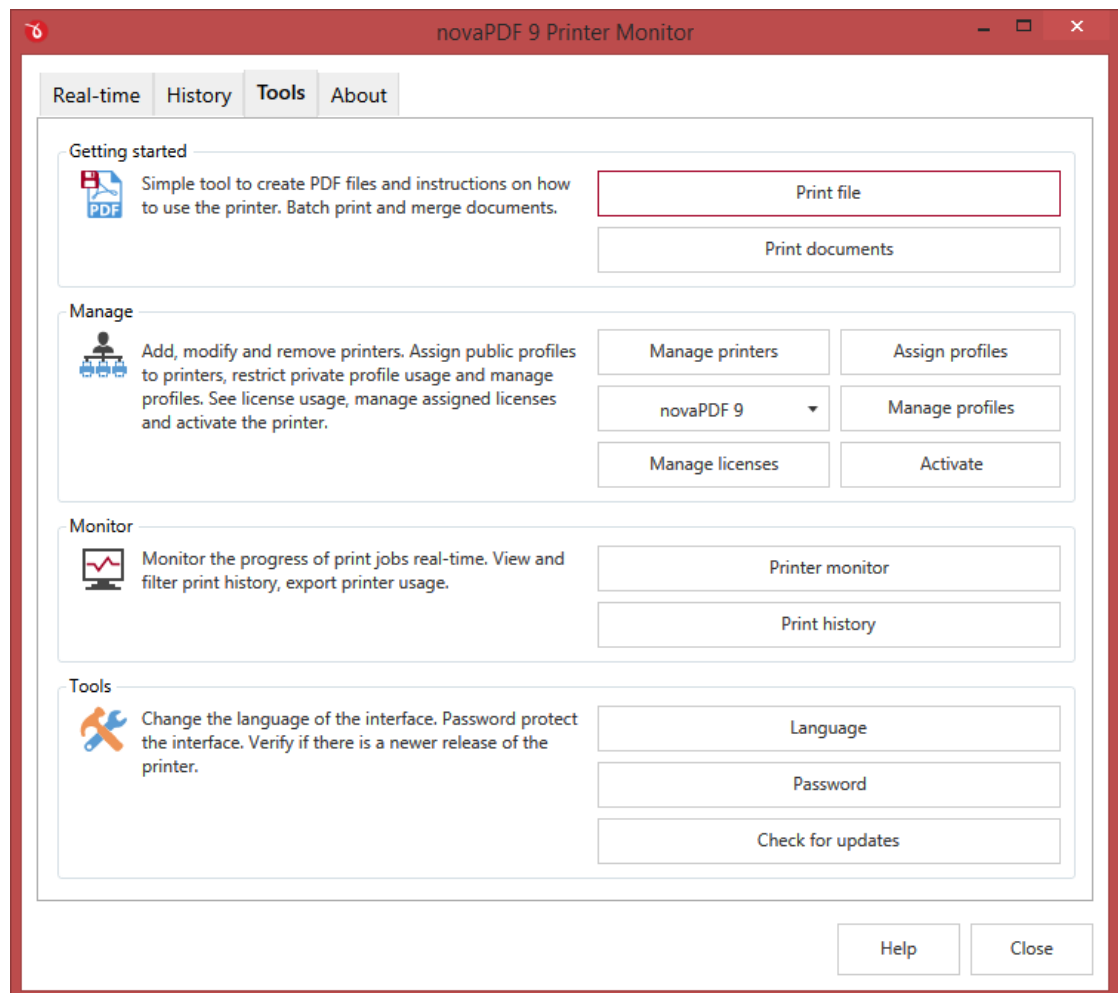 novaPDF 9 Printer Monitor
Real-time History Tools About
Getting started
PDF
Simple tool to create PDF files and instructions on how
to use the printer. Batch print and merge documents.
Print file
Print documents
Manage
Add, modify and remove printers. Assign public profiles
to printers, restrict private profile usage and manage
profiles. See license usage, manage assigned licenses
and activate the printer.
Manage printers Assign profiles
novaPDF 9 Manage profiles
Manage licenses Activate
Monitor
Monitor the progress of print jobs real-time. View and
filter print history, export printer usage.
Printer monitor
Print history
Tools
Change the language of the interface. Password protect
the interface. Verify if there is a newer release of the
printer.
Language
Password
Check for updates
Help Close